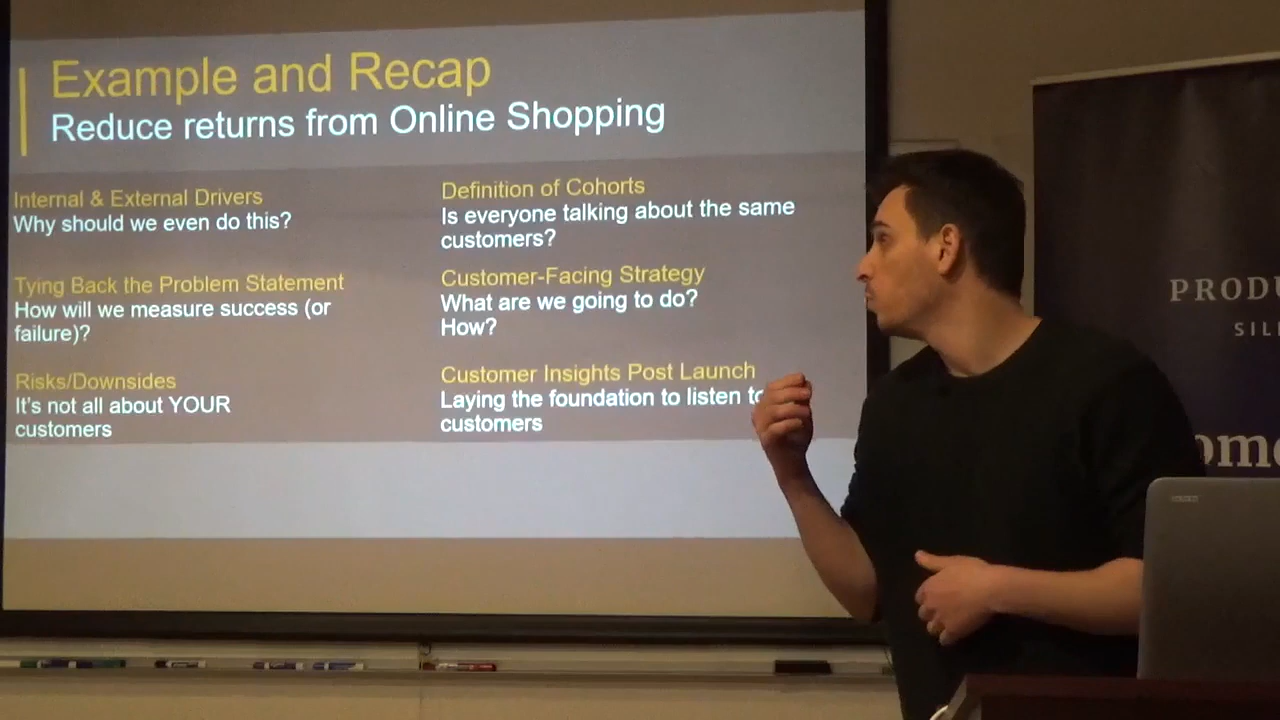 Example and Recap
Reduce returns from Online Shopping
Internal & External Drivers
Why should we even do this?
Tying Back the Problem Statement
How will we measure success (or
failure)?
Risks/Downsides
It's not all about YOUR
customers
Definition of Cohorts
Is everyone talking about the same
customers?
Customer-Facing Strategy
What are we going to do?
How?
Customer Insights Post Launch
Laying the foundation to listen to
customers
PRODU
SIL
ome